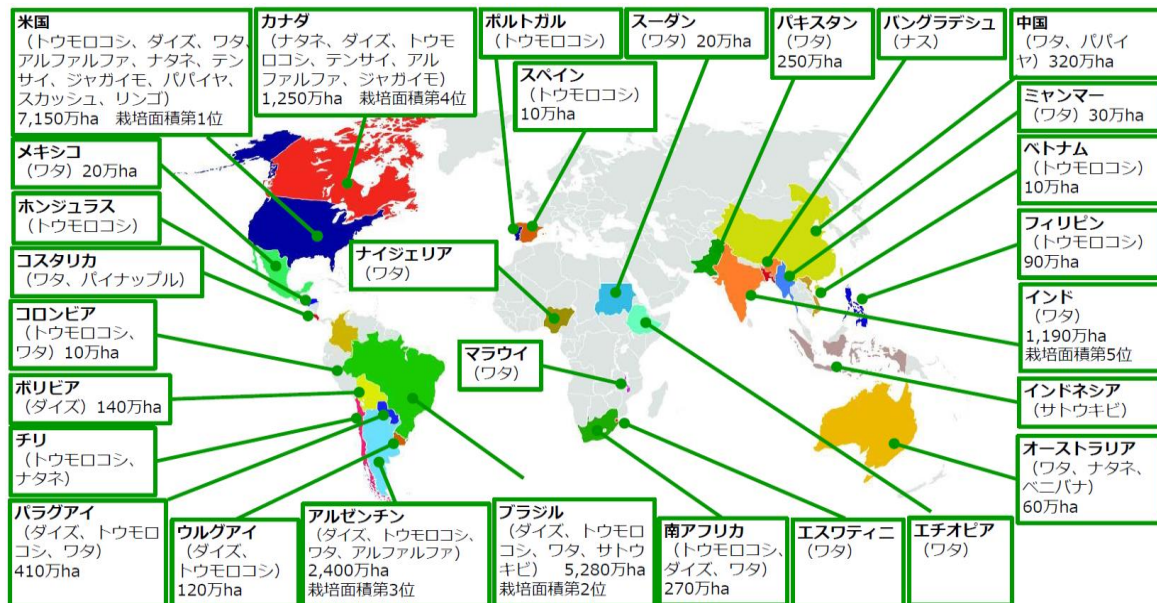 米国
(トウモロコシ、ダイズ、ワタ、
アルファルファ、ナタネ、テン
サイ、ジャガイモ、パパイヤ、
スカッシュ、リンゴ)
7,150万ha 栽培面積第1位
カナダ
(ナタネ、ダイズ、トウモ
ロコシ、テンサイ、アル
ファルファ、ジャガイモ)
1,250万ha 栽培面積第4位
ポルトガル
(トウモロコシ)
スペイン
(トウモロコシ)
10万ha
スーダン
(ワタ) 20万ha
パキスタン
(ワタ)
250万ha
バングラデシュ
(ナス)
中国
(ワタ、パパイ
ヤ) 320万ha
ミャンマー
(ワタ) 30万ha
ベトナム
(トウモロコシ)
10万ha
フィリピン
(トウモロコシ)
90万ha
インド
(ワタ)
1,190万ha
栽培面積第5位
インドネシア
(サトウキビ)
オーストラリア
(ワタ、ナタネ、
ベニバナ)
60万ha
メキシコ
(ワタ) 20万ha
ホンジュラス
(トウモロコシ)
コスタリカ
(ワタ、パイナップル)
コロンビア
(トウモロコシ、
ワタ) 10万ha
ボリビア
(ダイズ) 140万ha
チリ
(トウモロコシ、
ナタネ)
ナイジェリア
(ワタ)
マラウイ
(ワタ)
パラグアイ
(ダイズ、トウモロ
コシ、ワタ)
410万ha
ウルグアイ
(ダイズ、
トウモロコシ)
120万ha
アルゼンチン
(ダイズ、トウモロコシ、
ワタ、アルファルファ)
2,400万ha
栽培面積第3位
ブラジル
(ダイズ、トウモロ
コシ、ワタ、サトウ
キビ) 5,280万ha
栽培面積第2位
南アフリカ
(トウモロコシ、
ダイズ、ワタ)
270万ha
エスワティニ
(ワタ)
エチオピア
(ワタ)